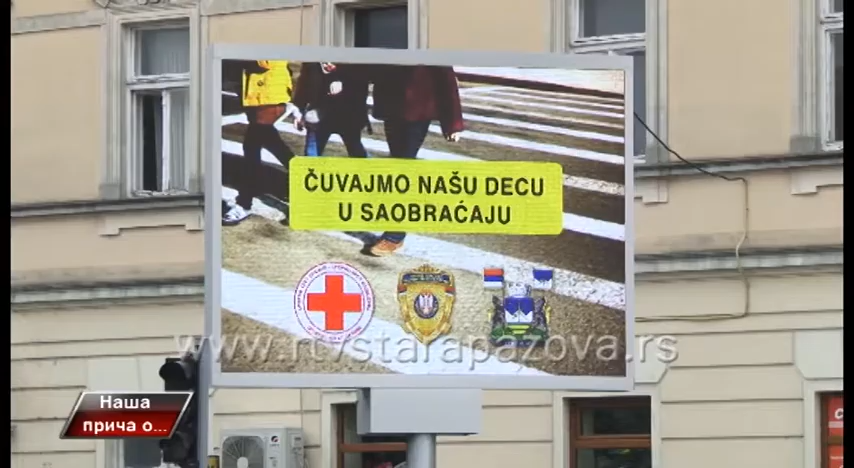 ČUVAJMO NAŠU DECU
U SAOBRAĆAJU
www.rtvstarapazova.rs
Наша
прича о...